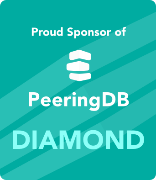 Proud Sponsor of
PeeringDB
DIAMOND